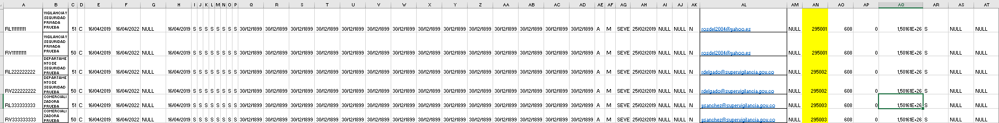 A B C D E F G H I J K L M N O P Q R S T U V W X Y Z AA AB AC AD AE AF AG AH AI AJ AK AL AM AN AO AP AQ AR AS AT
VIGILANCIA Y
SEGURIDAD
PRIVADA
PRUEBA
RL111111111 51 C 16/04/2019 16/04/2022 NULL 16/04/2019 S S S S S S S S 30/12/1899 30/12/1899 30/12/1899 30/12/1899 30/12/1899 30/12/1899 30/12/1899 30/12/1899 30/12/1899 30/12/1899 30/12/1899 30/12/1899 30/12/1899 30/12/1899 A M SEVE 25/02/2019 NULL NULL N rosdel2004@yahoo.es NULL 295001 608 0 1,50161E+26 S NULL NULL
VIGILANCIA Y
SEGURIDAD
PRIVADA
PRUEBA
RV111111111 50 C 16/04/2019 16/04/2022 NULL 16/04/2019 S S S S S S S S 30/12/1899 30/12/1899 30/12/1899 30/12/1899 30/12/1899 30/12/1899 30/12/1899 30/12/1899 30/12/1899 30/12/1899 30/12/1899 30/12/1899 30/12/1899 30/12/1899 A M SEVE 25/02/2019 NULL NULL N rosdel2004@yahoo.es NULL 295001 608 0 1,50161E+26 S NULL NULL
DEPARTAME
NTO DE
SEGURIDAD
PRUEBA
RL222222222 51 C 16/04/2019 16/04/2022 NULL 16/04/2019 S S S S S S S S 30/12/1899 30/12/1899 30/12/1899 30/12/1899 30/12/1899 30/12/1899 30/12/1899 30/12/1899 30/12/1899 30/12/1899 30/12/1899 30/12/1899 30/12/1899 30/12/1899 A M SEVE 25/02/2019 NULL NULL N rdelgado@supervigilancia.gov.co NULL 295002 608 0 1,50161E+26 S NULL NULL
DEPARTAME
NTO DE
SEGURIDAD
PRUEBA
RV222222222 50 C 16/04/2019 16/04/2022 NULL 16/04/2019 S S S S S S S S 30/12/1899 30/12/1899 30/12/1899 30/12/1899 30/12/1899 30/12/1899 30/12/1899 30/12/1899 30/12/1899 30/12/1899 30/12/1899 30/12/1899 30/12/1899 30/12/1899 A M SEVE 25/02/2019 NULL NULL N rdelgado@supervigilancia.gov.co NULL 295002 608 0 1,50161E+26 S NULL NULL
COMERCIALI
ZADORA
PRUEBA
RL333333333 51 C 16/04/2019 16/04/2022 NULL 16/04/2019 S S S S S S S S 30/12/1899 30/12/1899 30/12/1899 30/12/1899 30/12/1899 30/12/1899 30/12/1899 30/12/1899 30/12/1899 30/12/1899 30/12/1899 30/12/1899 30/12/1899 30/12/1899 A M SEVE 25/02/2019 NULL NULL N ysanchez@supervigilancia.gov.co NULL 295003 608 0 1,50161E+26 S NULL NULL
COMERCIALI
ZADORA
PRUEBA
RV333333333 50 C 16/04/2019 16/04/2022 NULL 16/04/2019 S S S S S S S S 30/12/1899 30/12/1899 30/12/1899 30/12/1899 30/12/1899 30/12/1899 30/12/1899 30/12/1899 30/12/1899 30/12/1899 30/12/1899 30/12/1899 30/12/1899 30/12/1899 A M SEVE 25/02/2019 NULL NULL N ysanchez@supervigilancia.gov.co NULL 295003 608 0 1,50161E+26 S NULL NULL